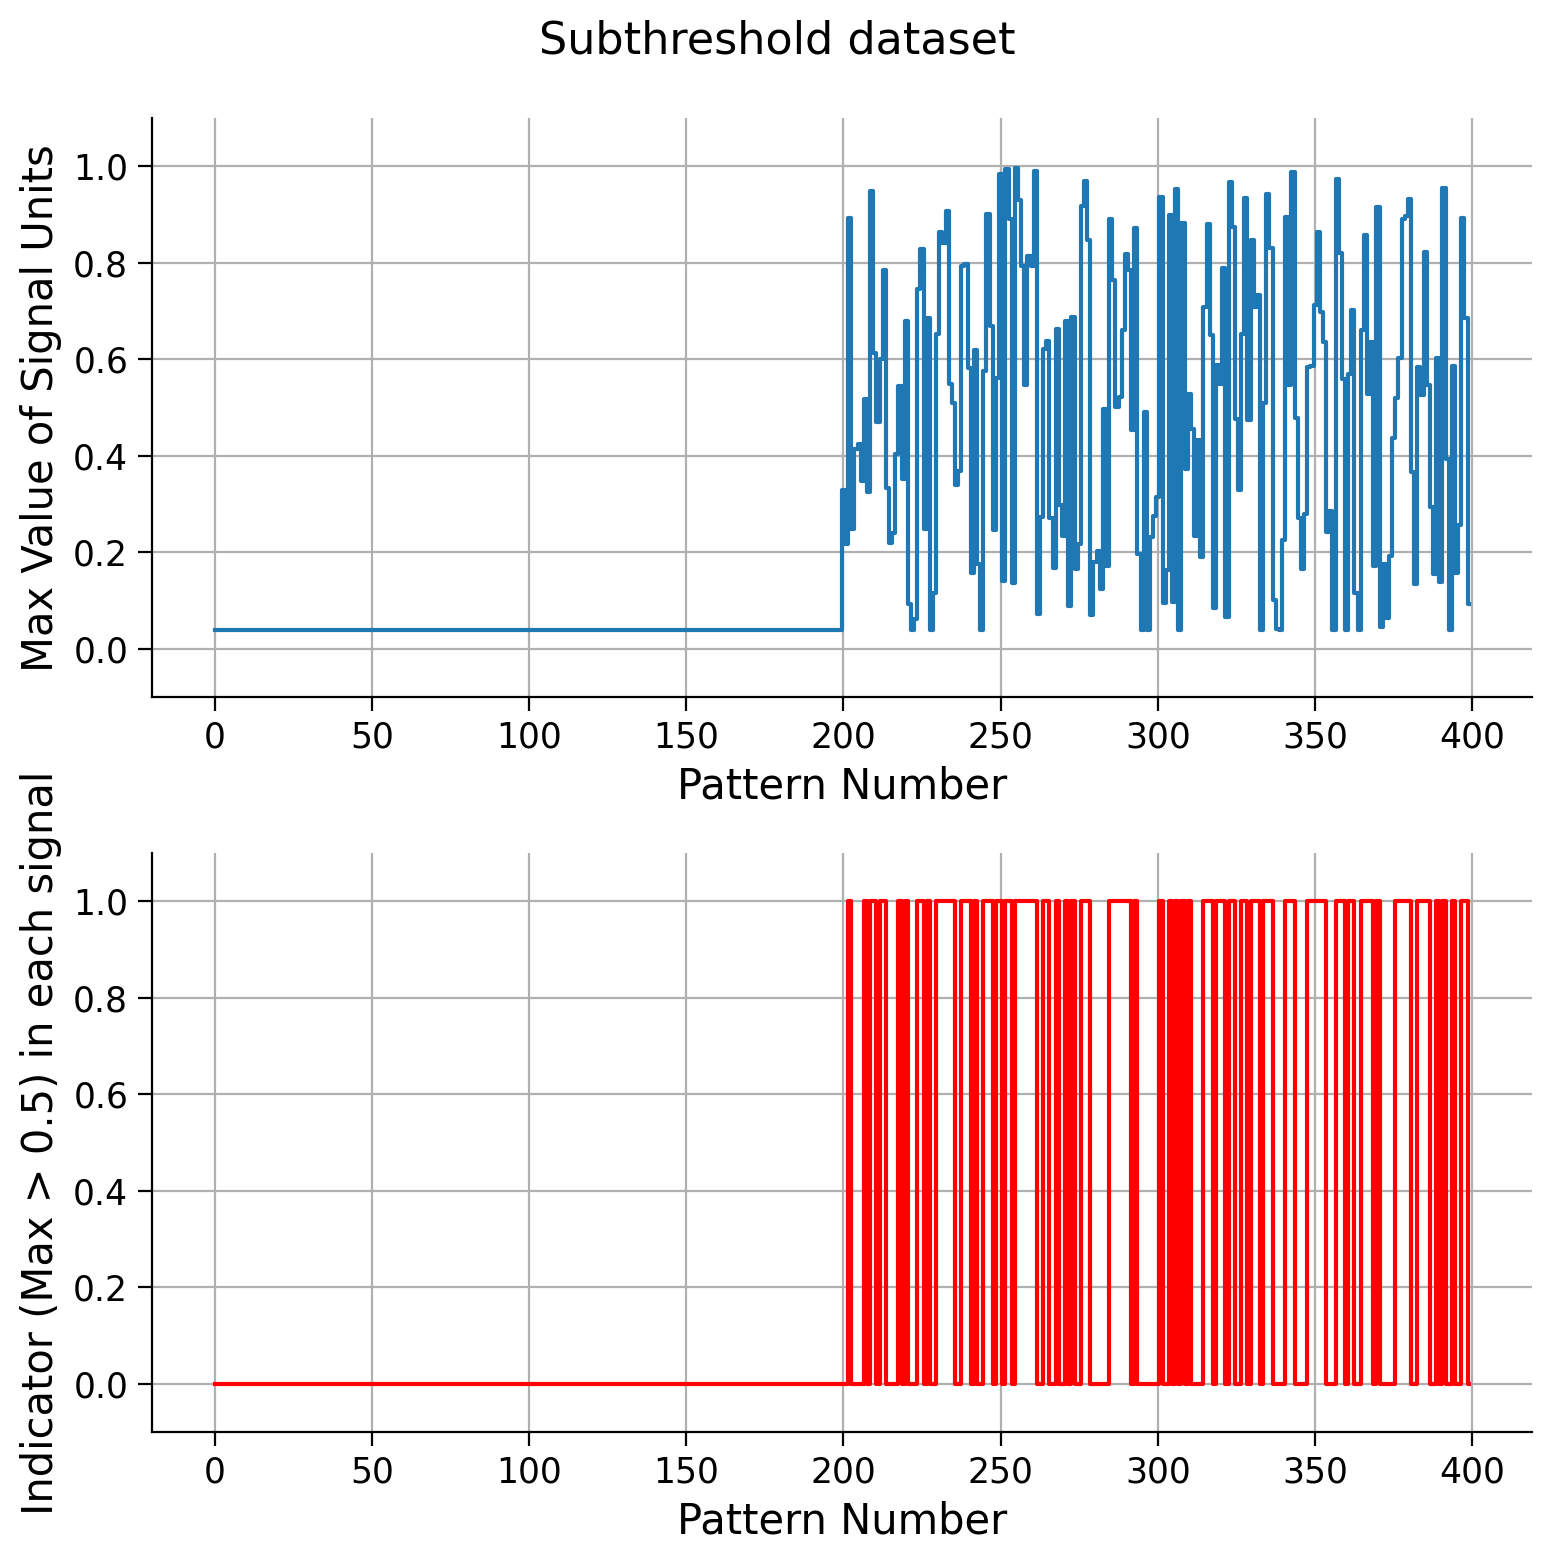 Subthreshold dataset
Max Value of Signal Units
1.0
0.8
0.6
0.4
0.2
0.0
0 50 100 150 200 250 300 350 400
Pattern Number
Indicator (Max > 0.5) in each signal
1.0
0.8
0.6
0.4
0.2
0.0
0 50 100 150 200 250 300 350 400
Pattern Number